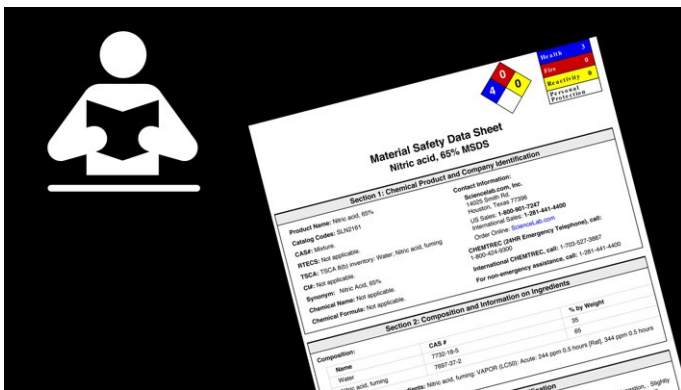 0
4
0
Health 3
Fire 0
Reactivity 0
Personal
Protection
Material Safety Data Sheet
Nitric acid, 65% MSDS
Section 1: Chemical Product and Company Identification
Product Name: Nitric acid, 65%
Catalog Codes: SLN2161
CAS#: Mixture.
RTECS: Not applicable.
TSCA: TSCA 8(b) inventory: Water; Nitric acid, fuming
CI#: Not applicable.
Synonym: Nitric Acid, 65%
Chemical Name: Not applicable.
Chemical Formula: Not applicable.
Contact Information:
Sciencelab.com, Inc.
14025 Smith Rd.
Houston, Texas 77396
US Sales: 1-800-901-7247
International Sales: 1-281-441-4400
Order Online: ScienceLab.com
CHEMTREC (24HR Emergency Telephone), call:
1-800-424-9300
International CHEMTREC, call: 1-703-527-3887
For non-emergency assistance, call: 1-281-441-4400
Section 2: Composition and Information on Ingredients
Composition:
Name CAS # % by Weight
Water 7732-18-5 35
Nitric acid, fuming 7697-37-2 65
Nitric acid, fuming: VAPOR (LC50): Acute: 244 ppm 0.5 hours [Rat]. 344 ppm 0.5 hours
Slightly